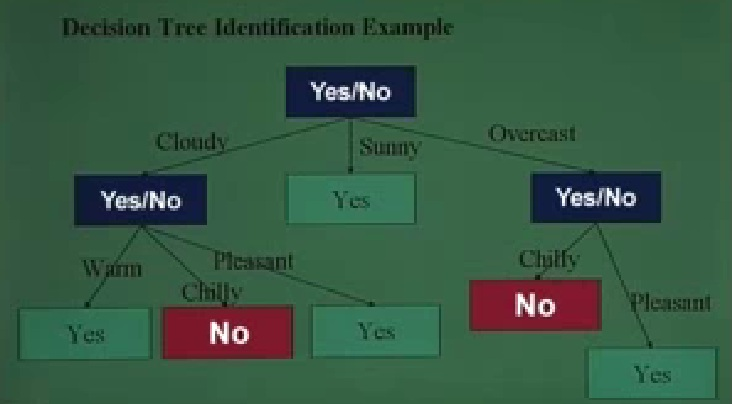 Decision Tree Identification Example
Yes/No
Cloudy
Sunny
Overcast
Yes/No
Yes
Yes/No
Warm
Chilly
Pleasant
Chilly
Pleasant
Yes
No
Yes
No
Yes